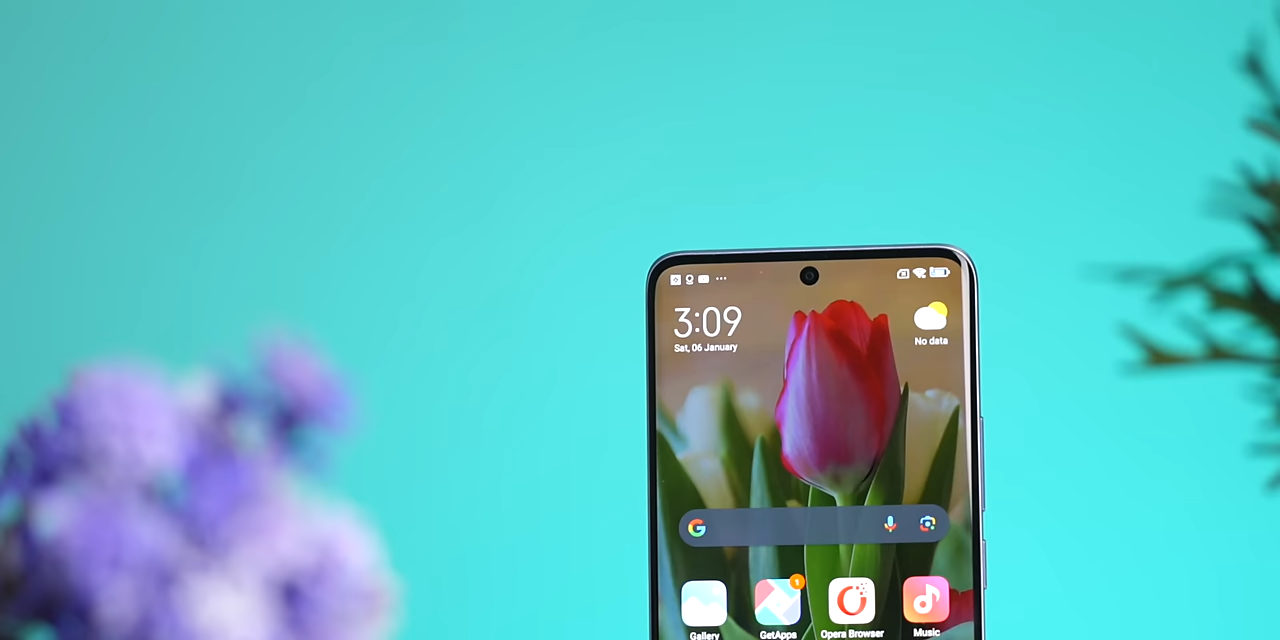 3:09
Sat, 06 January
No data
Gallery
GetApps
Opera Browser
Music